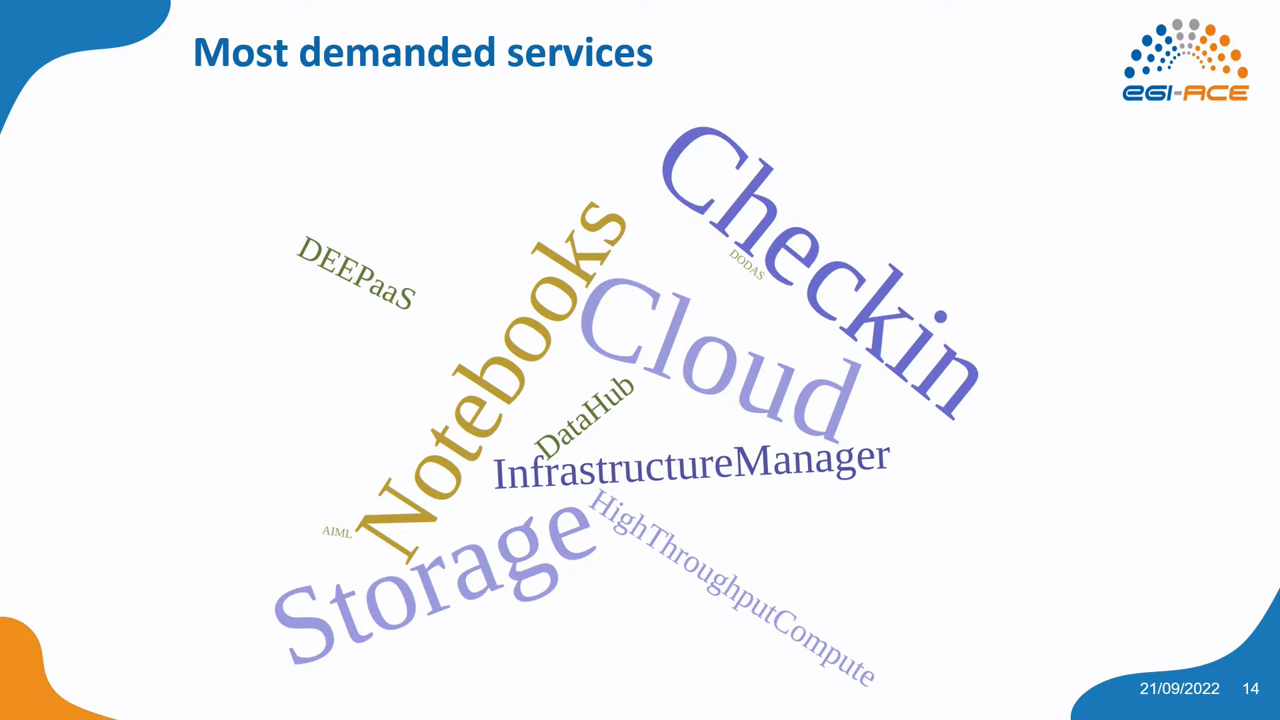 Most demanded services
EGI-ACE
Checkin
DODAS
Notebooks
DEEPaaS
Cloud
DataHub
InfrastructureManager
AIML
Storage
HighThroughputCompute
21/09/2022 14